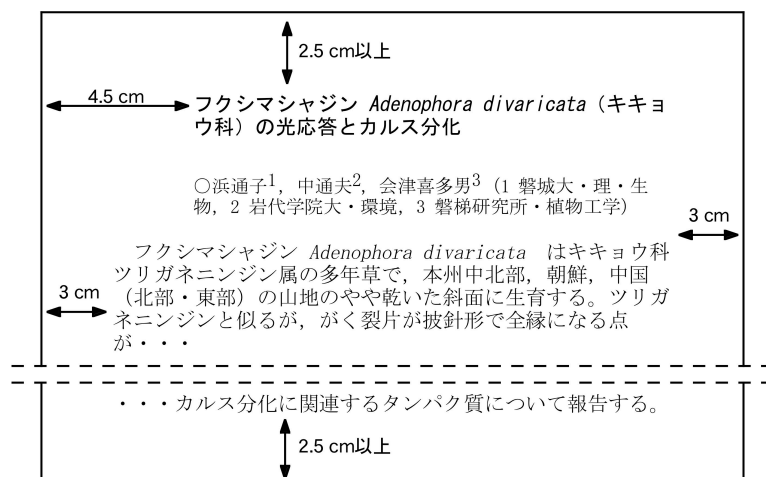 2.5 cm以上
4.5 cm
フクシマシャジン Adenophora divaricata（キキョ
ウ科）の光応答とカルス分化
○浜通子1, 中通夫2, 会津喜多男3（1 磐城大・理・生
物, 2 岩代学院大・環境, 3 磐梯研究所・植物工学）
3 cm
フクシマシャジン Adenophora divaricata はキキョウ科
ツリガネニンジン属の多年草で, 本州中北部, 朝鮮, 中国
（北部・東部）の山地のやや乾いた斜面に生育する。ツリガ
ネニンジンと似るが, がく裂片が披針形で全縁になる点
が・・・
3 cm
・・・カルス分化に関連するタンパク質について報告する。
2.5 cm以上